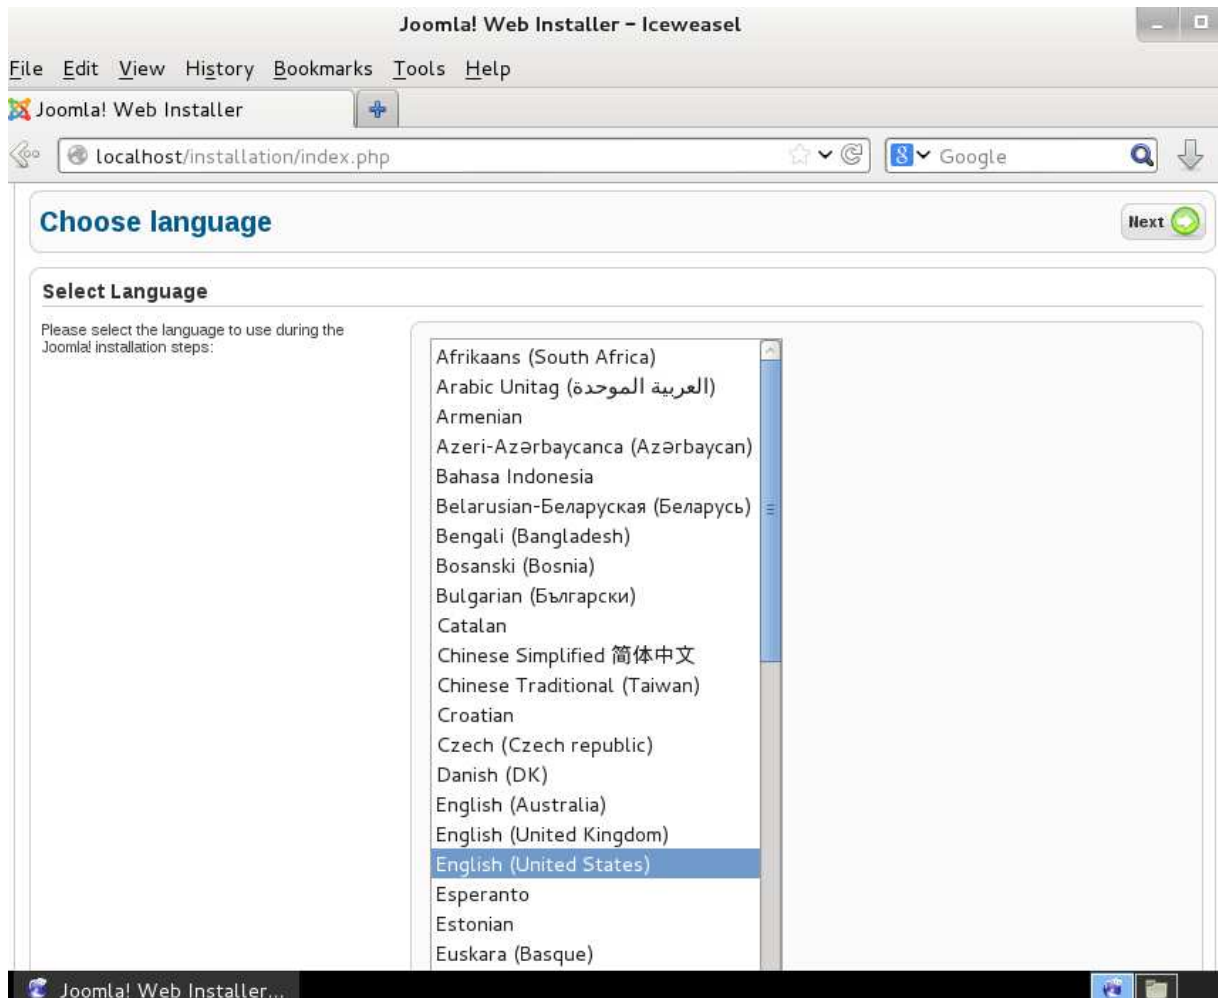 Joomla! Web Installer – Iceweasel
File Edit View History Bookmarks Tools Help
Joomla! Web Installer
localhost/installation/index.php
Google
Choose language
Next
Select Language
Please select the language to use during the
Joomla! installation steps:
Afrikaans (South Africa)
Arabic Unitag (العربية الموحدة)
Armenian
Azeri-Azərbaycanca (Azərbaycan)
Bahasa Indonesia
Belarusian-Беларуская (Беларусь)
Bengali (Bangladesh)
Bosanski (Bosnia)
Bulgarian (Български)
Catalan
Chinese Simplified 简体中文
Chinese Traditional (Taiwan)
Croatian
Czech (Czech republic)
Danish (DK)
English (Australia)
English (United Kingdom)
English (United States)
Esperanto
Estonian
Euskara (Basque)
Joomla! Web Installer...